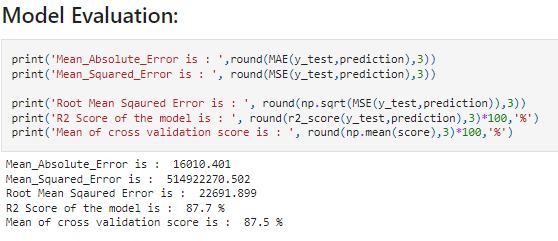 Model Evaluation:
print('Mean_Absolute_Error is : ',round(MAE(y_test,prediction),3))
print('Mean_Squared_Error is : ', round(MSE(y_test,prediction),3))
print('Root Mean Sqaured Error is : ', round(np.sqrt(MSE(y_test,prediction)),3))
print('R2 Score of the model is : ', round(r2_score(y_test,prediction),3)*100,'%')
print('Mean of cross validation score is : ', round(np.mean(score),3)*100,'%')
Mean_Absolute_Error is :  16010.401
Mean_Squared_Error is :  514922270.502
Root Mean Sqaured Error is :  22691.899
R2 Score of the model is :  87.7 %
Mean of cross validation score is :  87.5 %